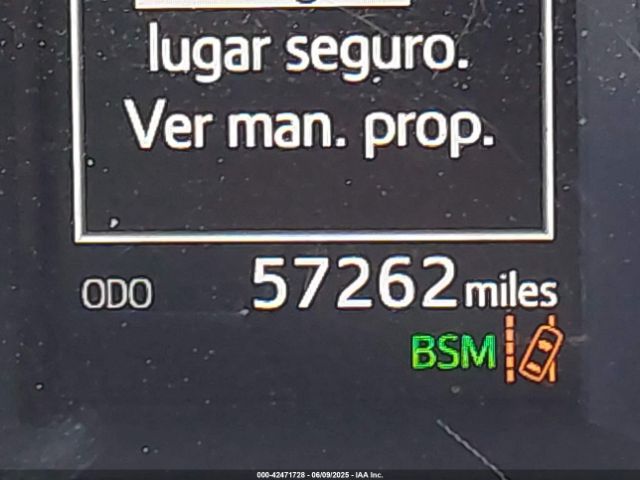 lugar seguro.
Ver man. prop.
ODO 57262 miles
BSM
000-42471728 - 06/09/2025 - IAA Inc.